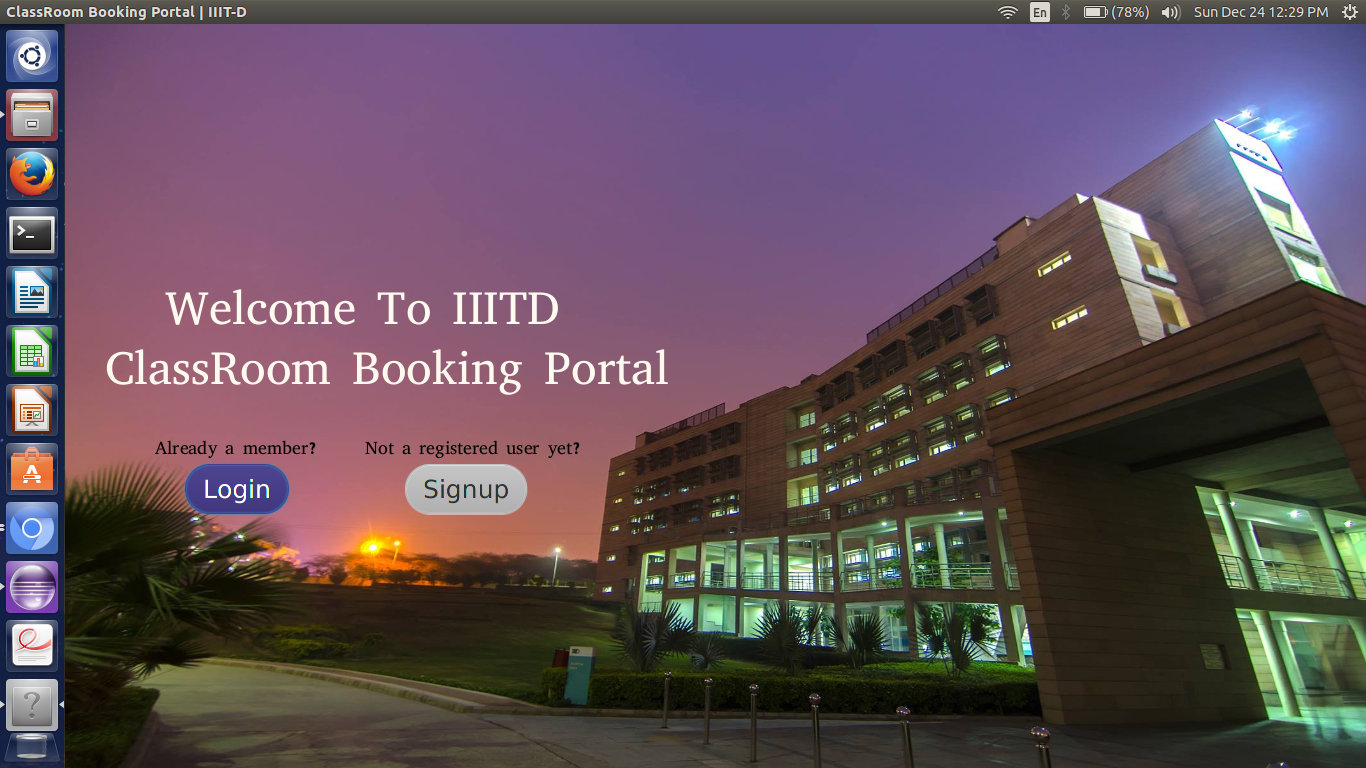 ClassRoom Booking Portal | IIIT-D
En
(78%)
Sun Dec 24 12:29 PM
Welcome To IIITD
ClassRoom Booking Portal
Already a member?
Not a registered user yet?
Login
Signup